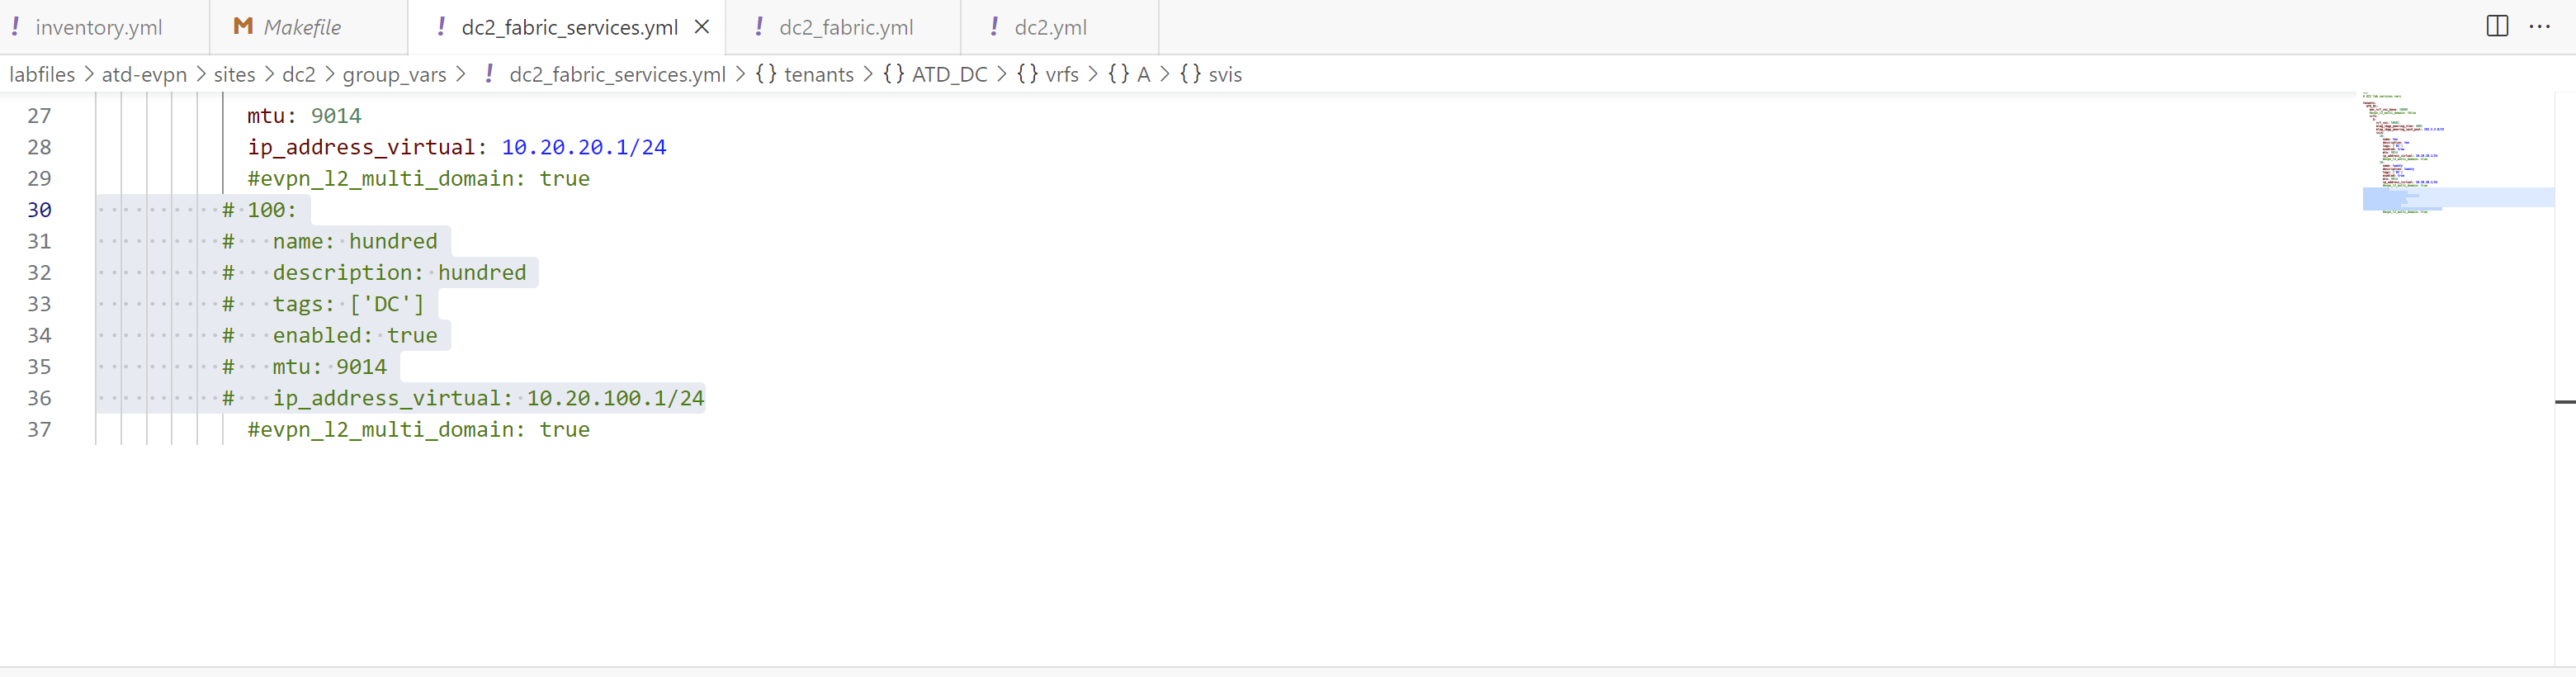 ! inventory.yml M Makefile ! dc2_fabric_services.yml ! dc2_fabric.yml ! dc2.yml
labfiles > atd-evpn > sites > dc2 > group_vars > ! dc2_fabric_services.yml > {} tenants > {} ATD_DC > {} vrfs > {} A > {} svis
27 mtu: 9014
28 ip_address_virtual: 10.20.20.1/24
29 #evpn_l2_multi_domain: true
30 # 100:
31 #   name: hundred
32 #   description: hundred
33 #   tags: ['DC']
34 #   enabled: true
35 #   mtu: 9014
36 #   ip_address_virtual: 10.20.100.1/24
37 #evpn_l2_multi_domain: true